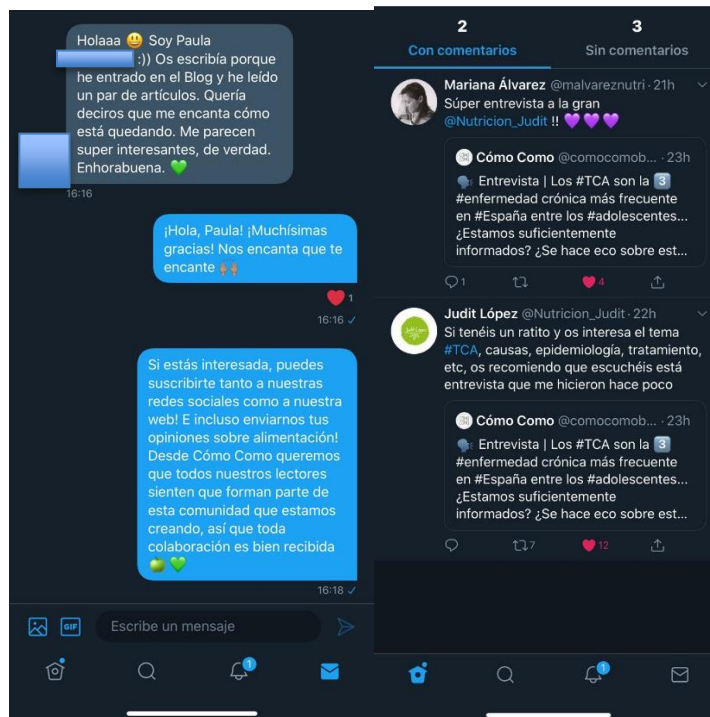 Holaaa 😃 Soy Paula
:)) Os escribía porque
he entrado en el Blog y he leído
un par de artículos. Quería
deciros que me encanta cómo
está quedando. Me parecen
super interesantes, de verdad.
Enhorabuena. 💚
16:16
¡Hola, Paula! ¡Muchísimas
gracias! Nos encanta que te
encante 🙌🏽
❤️ 1
16:16 ✓
Si estás interesada, puedes
suscribirte tanto a nuestras
redes sociales como a nuestra
web! E incluso enviarnos tus
opiniones sobre alimentación!
Desde Cómo Como queremos
que todos nuestros lectores
sienten que forman parte de
esta comunidad que estamos
creando, así que toda
colaboración es bien recibida
🍏 💚
16:18 ✓
GIF
Escribe un mensaje
1
2
Con comentarios
3
Sin comentarios
Mariana Álvarez @malvareznutri · 21h
Súper entrevista a la gran
@Nutricion_Judit !! 💜 💜 💜
Cómo Como @comocomob... · 23h
🗣 Entrevista | Los #TCA son la 3️⃣
#enfermedad crónica más frecuente
en #España entre los #adolescentes...
¿Estamos suficientemente
informados? ¿Se hace eco sobre est...
1
4
Judit López @Nutricion_Judit · 22h
Si tenéis un ratito y os interesa el tema
#TCA, causas, epidemiología, tratamiento,
etc, os recomiendo que escuchéis está
entrevista que me hicieron hace poco
Cómo Como @comocomob... · 23h
🗣 Entrevista | Los #TCA son la 3️⃣
#enfermedad crónica más frecuente
en #España entre los #adolescentes...
¿Estamos suficientemente
informados? ¿Se hace eco sobre est...
7
12
1